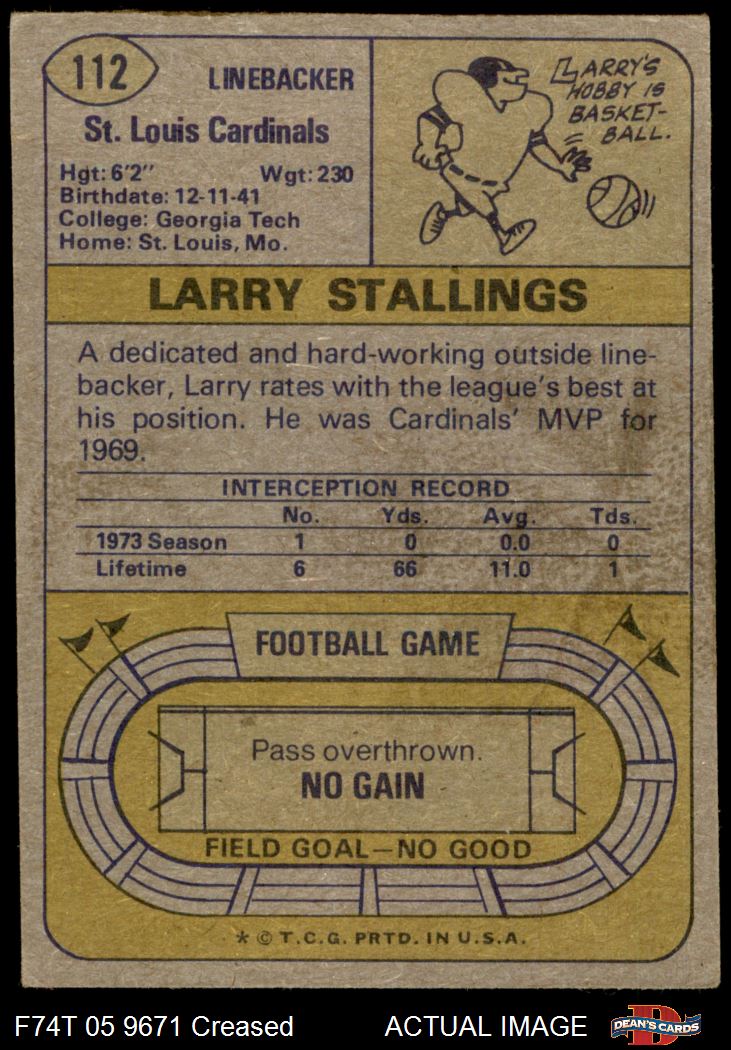 112
LINEBACKER
St. Louis Cardinals
Hgt: 6'2" Wgt: 230
Birthdate: 12-11-41
College: Georgia Tech
Home: St. Louis, Mo.
LARRY'S
HOBBY IS
BASKET-
BALL.
LARRY STALLINGS
A dedicated and hard-working outside line-
backer, Larry rates with the league's best at
his position. He was Cardinals' MVP for
1969.
INTERCEPTION RECORD
No. Yds. Avg. Tds.
1973 Season 1 0 0.0 0
Lifetime 6 66 11.0 1
FOOTBALL GAME
Pass overthrown.
NO GAIN
FIELD GOAL—NO GOOD
* © T.C.G. PRTD. IN U.S.A.
F74T 05 9671 Creased ACTUAL IMAGE
DEAN'S CARDS